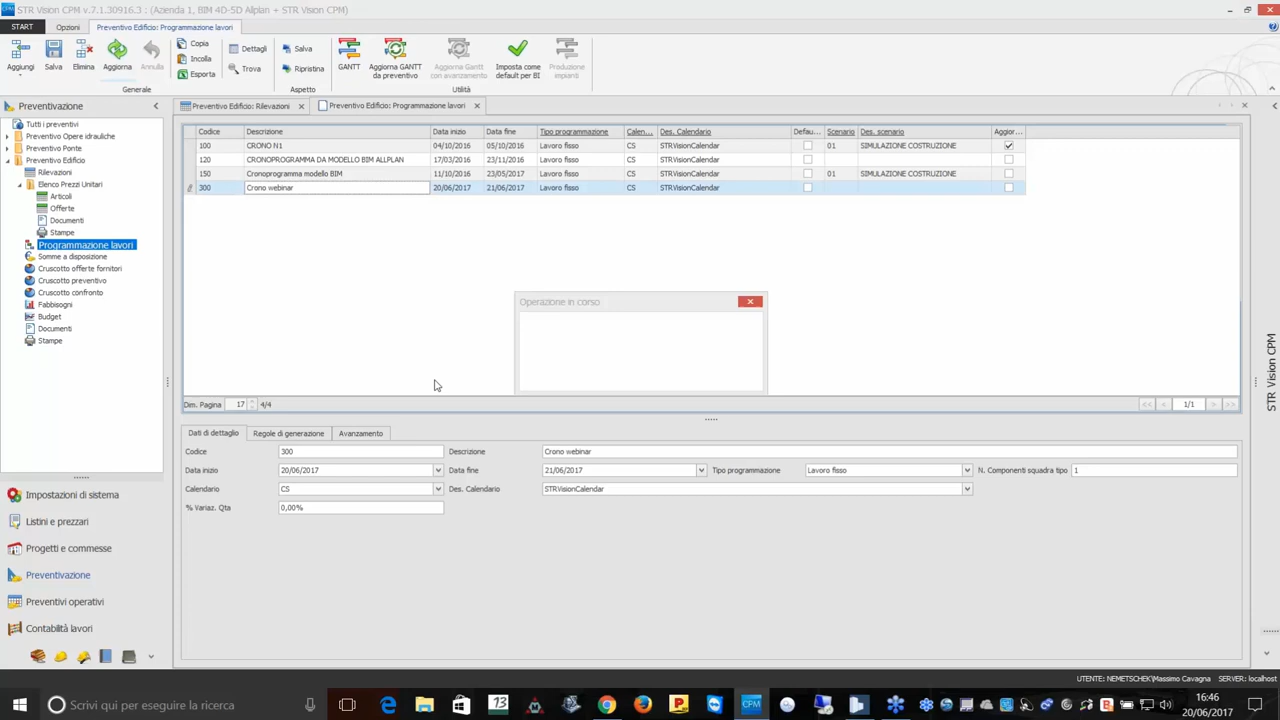 STR Vision CPM v.7.1.30916.3 : (Azienda 1, BIM 4D-5D Allplan + STR Vision CPM)
START Opzioni Preventivo Edificio: Programmazione lavori
Aggiungi Salva Elimina Aggiorna Annulla
Copia
Incolla
Esporta
Dettagli
Trova
Salva
Ripristina
GANTT
Aggiorna GANTT da preventivo
Aggiorna Gantt con avanzamento
Imposta come default per BI
Produzione impianti
Generale Aspetto Utilità
Preventivazione
Preventivo Edificio: Rilevazioni Preventivo Edificio: Programmazione lavori
Tutti i preventivi
Preventivo Opere idrauliche
Preventivo Ponte
Preventivo Edificio
Rilevazioni
Elenco Prezzi Unitari
Articoli
Offerte
Documenti
Stampe
Programmazione lavori
Somme a disposizione
Cruscotto offerte fornitori
Cruscotto preventivo
Cruscotto confronto
Fabbisogni
Budget
Documenti
Stampe
Impostazioni di sistema
Listini e prezzari
Progetti e commesse
Preventivazione
Preventivi operativi
Contabilità lavori
Codice Descrizione Data inizio Data fine Tipo programmazione Calen... Des. Calendario Defau... Scenario Des. scenario Aggior...
100 CRONO N1 04/10/2016 05/10/2016 Lavoro fisso CS STRVisionCalendar 01 SIMULAZIONE COSTRUZIONE
120 CRONOPROGRAMMA DA MODELLO BIM ALLPLAN 17/03/2016 23/11/2016 Lavoro fisso CS STRVisionCalendar
150 Cronoprogramma modello BIM 11/10/2016 23/05/2017 Lavoro fisso CS STRVisionCalendar 01 SIMULAZIONE COSTRUZIONE
300 Crono webinar 20/06/2017 21/06/2017 Lavoro fisso CS STRVisionCalendar
Operazione in corso
Dim. Pagina 17 4/4 << < 1/1 > >>
Dati di dettaglio Regole di generazione Avanzamento
Codice 300 Descrizione Crono webinar
Data inizio 20/06/2017 Data fine 21/06/2017 Tipo programmazione Lavoro fisso N. Componenti squadra tipo 1
Calendario CS Des. Calendario STRVisionCalendar
% Variaz. Qta 0,00%
STR Vision CPM
UTENTE: NEMETSCHEK\Massimo Cavagna SERVER: localhost
Scrivi qui per eseguire la ricerca
13
CPM
16:46
20/06/2017